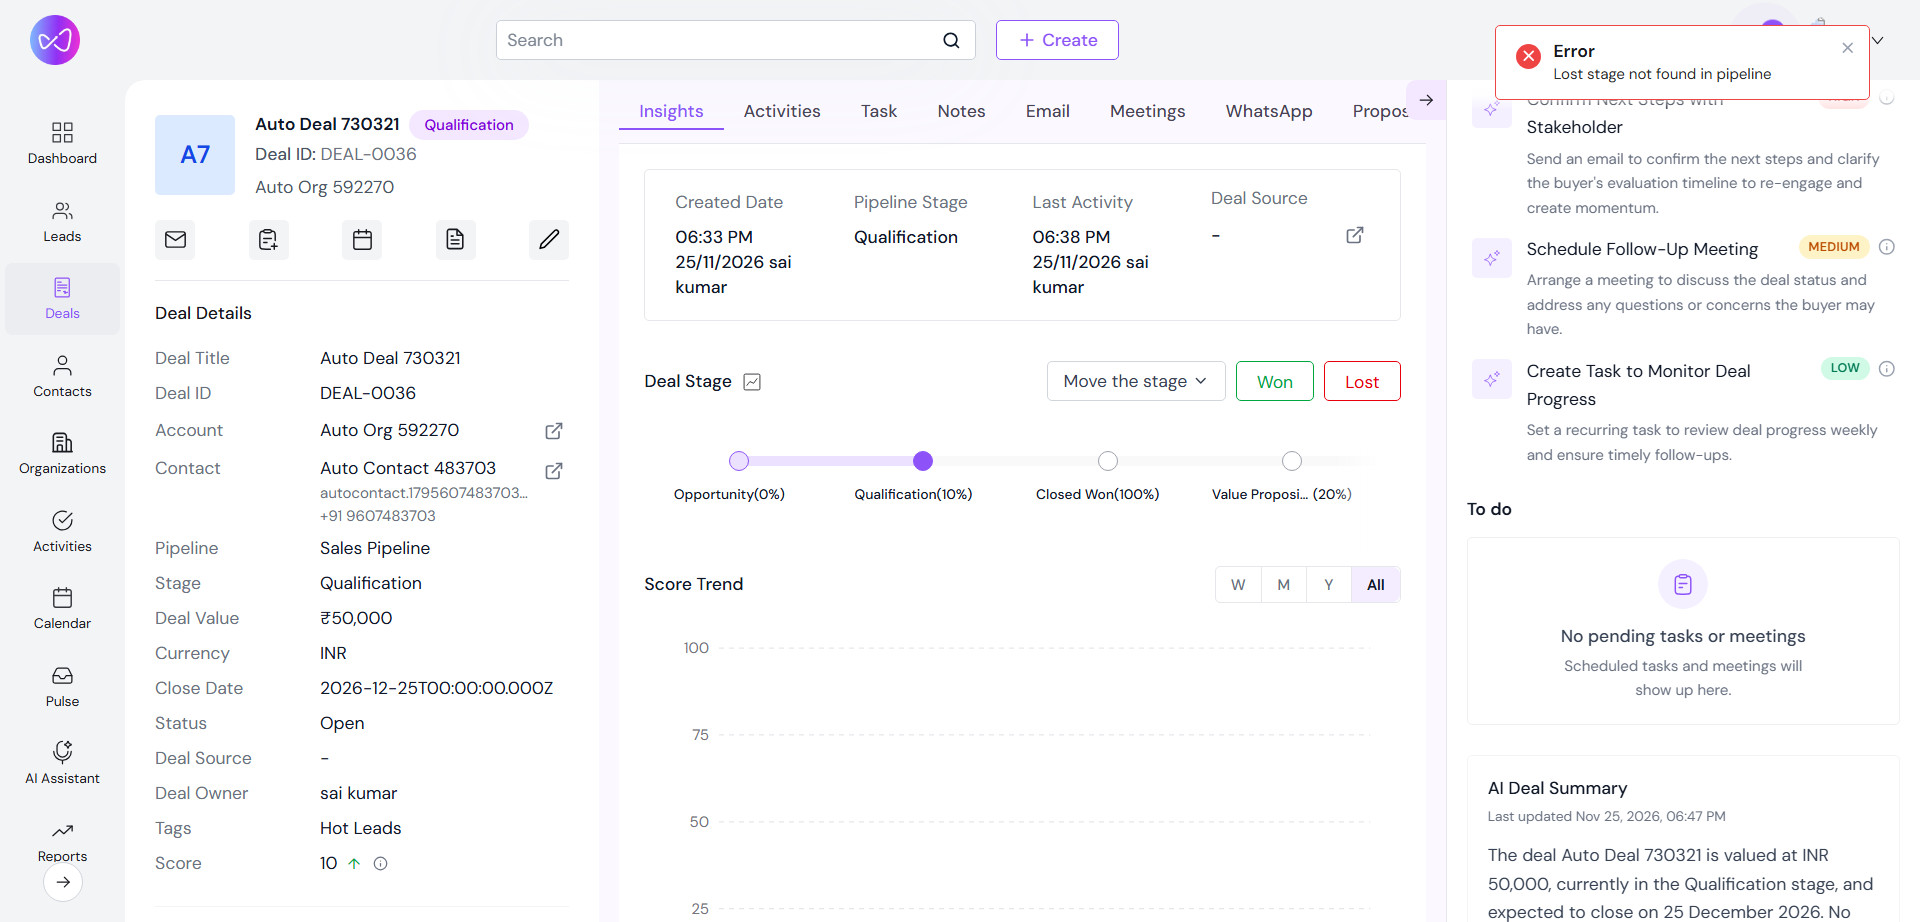 Search
Create
Error
Lost stage not found in pipeline
Dashboard
Leads
Deals
Contacts
Organizations
Activities
Calendar
Pulse
AI Assistant
Reports
A7
Auto Deal 730321
Qualification
Deal ID: DEAL-0036
Auto Org 592270
Deal Details
Deal Title Auto Deal 730321
Deal ID DEAL-0036
Account Auto Org 592270
Contact Auto Contact 483703
autocontact.1795607483703...
+91 9607483703
Pipeline Sales Pipeline
Stage Qualification
Deal Value ₹50,000
Currency INR
Close Date 2026-12-25T00:00:00.000Z
Status Open
Deal Source -
Deal Owner sai kumar
Tags Hot Leads
Score 10
Insights Activities Task Notes Email Meetings WhatsApp Propos
Created Date
06:33 PM
25/11/2026 sai
kumar
Pipeline Stage
Qualification
Last Activity
06:38 PM
25/11/2026 sai
kumar
Deal Source
-
Deal Stage
Move the stage
Won
Lost
Opportunity(0%)
Qualification(10%)
Closed Won(100%)
Value Proposi... (20%)
Score Trend
W M Y All
100
75
50
25
Confirm Next Steps with
Stakeholder
Send an email to confirm the next steps and clarify
the buyer's evaluation timeline to re-engage and
create momentum.
Schedule Follow-Up Meeting
MEDIUM
Arrange a meeting to discuss the deal status and
address any questions or concerns the buyer may
have.
Create Task to Monitor Deal
Progress
LOW
Set a recurring task to review deal progress weekly
and ensure timely follow-ups.
To do
No pending tasks or meetings
Scheduled tasks and meetings will
show up here.
AI Deal Summary
Last updated Nov 25, 2026, 06:47 PM
The deal Auto Deal 730321 is valued at INR
50,000, currently in the Qualification stage, and
expected to close on 25 December 2026. No